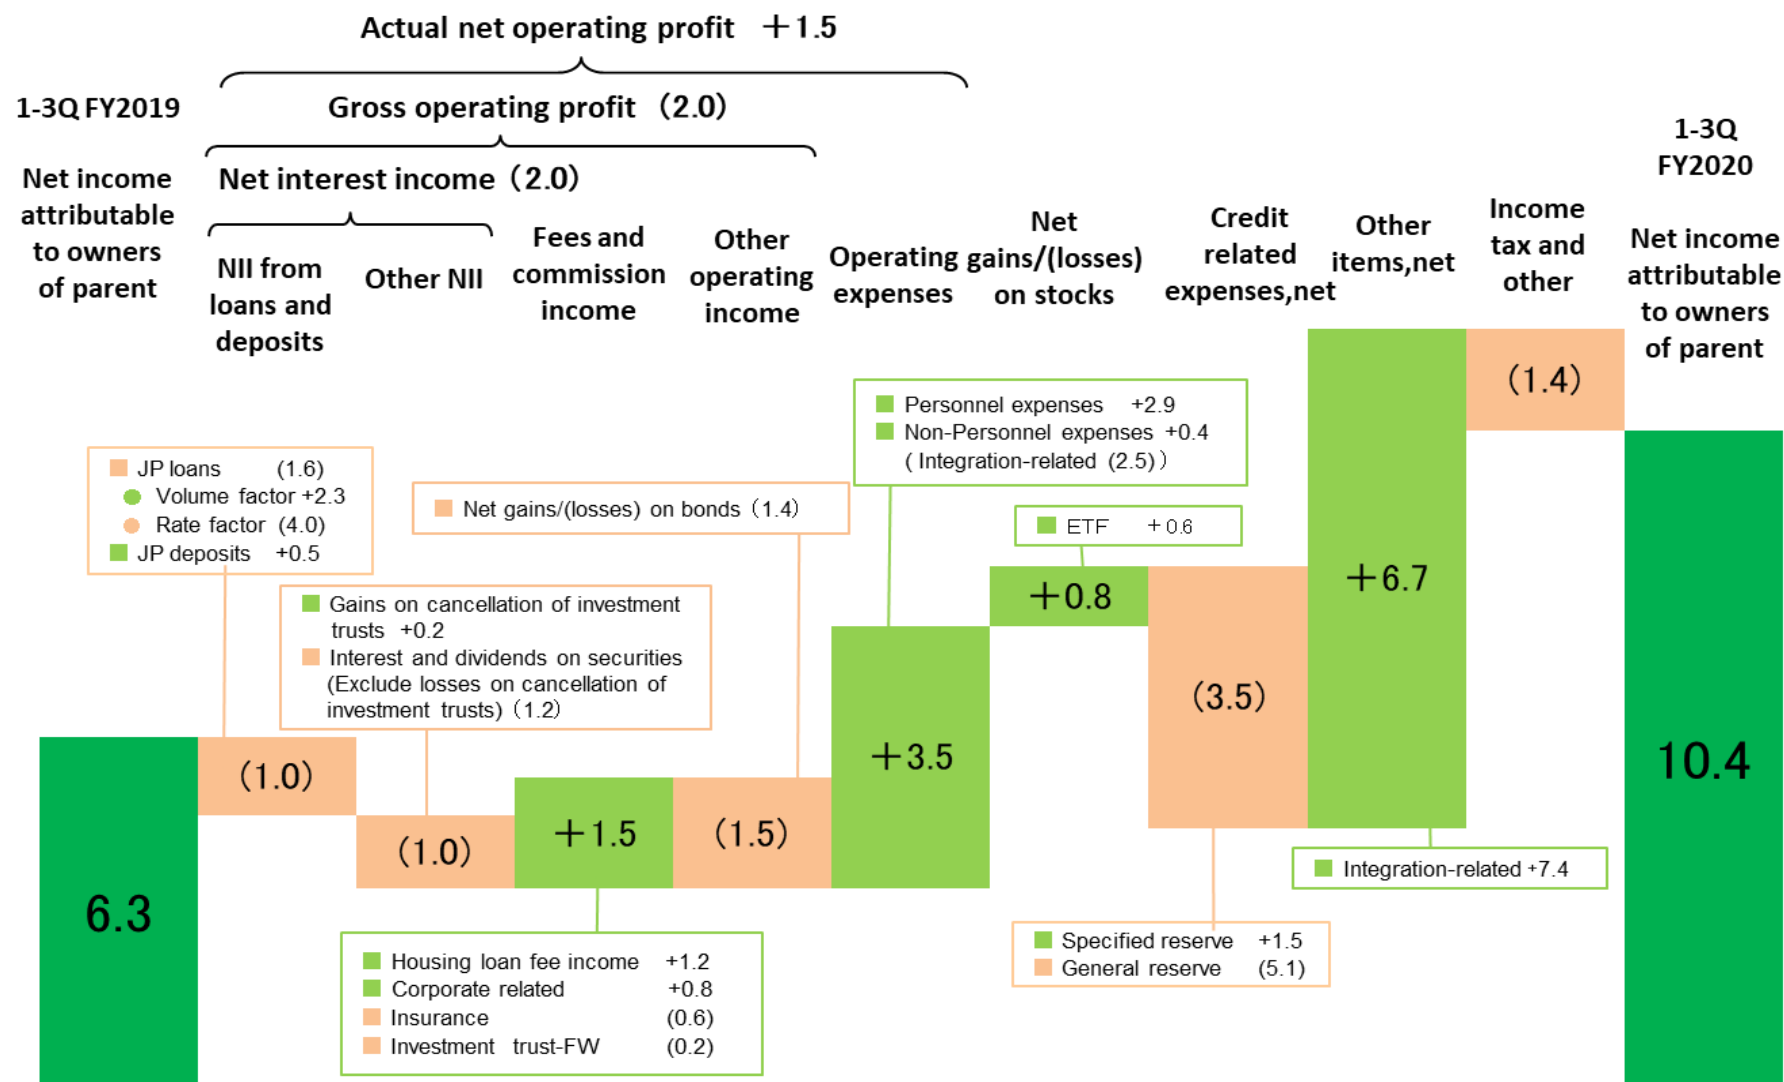 Actual net operating profit ＋1.5
1-3Q FY2019
Gross operating profit （2.0）
Net interest income（2.0）
Net income
attributable
to owners
of parent
NII from
loans and
deposits
Other NII
Fees and
commission
income
Other
operating
income
Operating
expenses
Net
gains/(losses)
on stocks
Credit
related
expenses,net
Other
items,net
Income
tax and
other
1-3Q
FY2020
Net income
attributable
to owners
of parent
JP loans (1.6)
Volume factor +2.3
Rate factor (4.0)
JP deposits +0.5
Gains on cancellation of investment
trusts +0.2
Interest and dividends on securities
(Exclude losses on cancellation of
investment trusts)（1.2）
Net gains/(losses) on bonds（1.4）
Personnel expenses +2.9
Non-Personnel expenses +0.4
( Integration-related (2.5) )
ETF ＋0.6
6.3
（1.0）
（1.0）
＋1.5
（1.5）
＋3.5
＋0.8
（3.5）
＋6.7
（1.4）
10.4
Housing loan fee income +1.2
Corporate related +0.8
Insurance (0.6)
Investment trust-FW (0.2)
Specified reserve +1.5
General reserve (5.1)
Integration-related +7.4